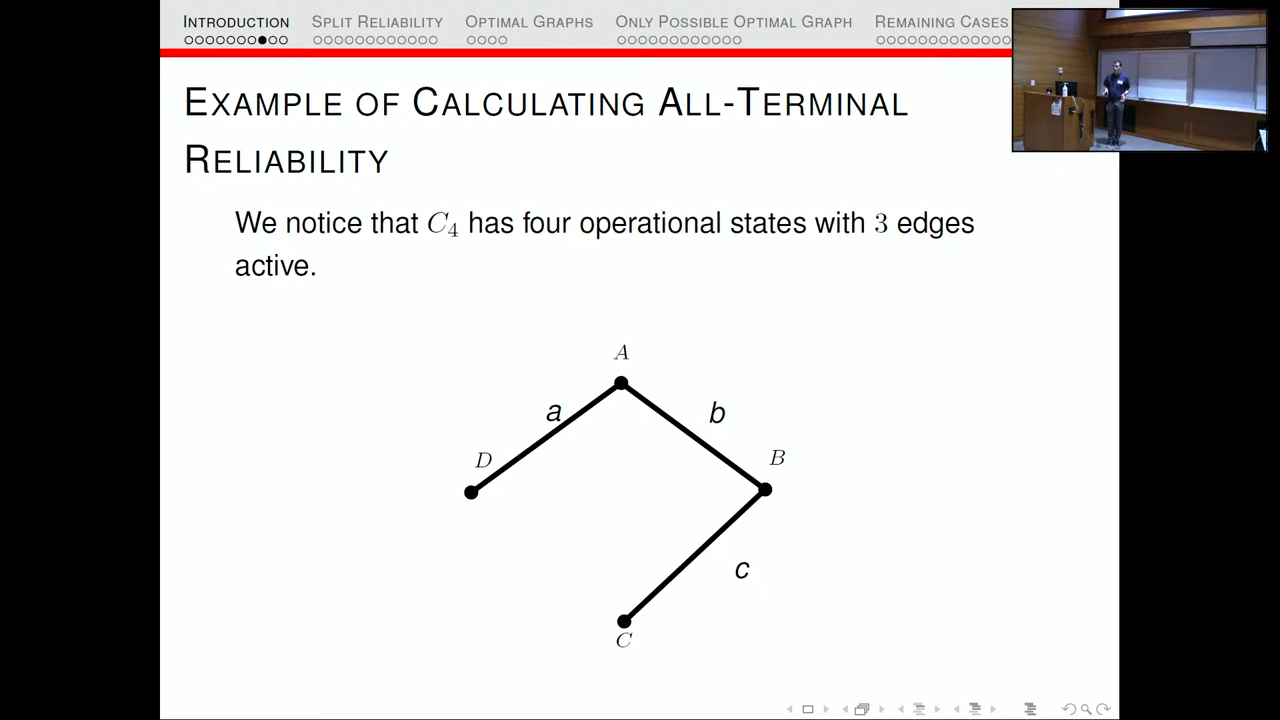 INTRODUCTION SPLIT RELIABILITY OPTIMAL GRAPHS ONLY POSSIBLE OPTIMAL GRAPH REMAINING CASES
EXAMPLE OF CALCULATING ALL-TERMINAL
RELIABILITY
We notice that C₄ has four operational states with 3 edges
active.
A
a
b
D
B
c
C